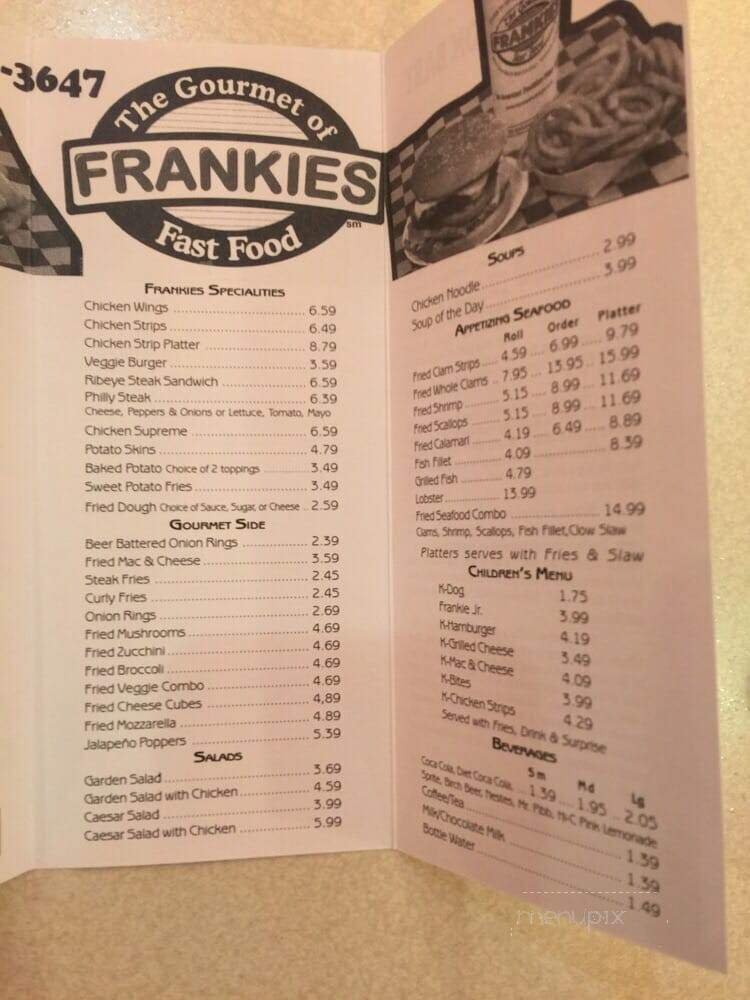 -3647
The Gourmet of
FRANKIES
Fast Food
sm
FRANKIES SPECIALITIES
Chicken Wings 6.59
Chicken Strips 6.49
Chicken Strip Platter 8.79
Veggie Burger 3.59
Ribeye Steak Sandwich 6.59
Philly Steak 6.39
Cheese, Peppers & Onions or Lettuce, Tomato, Mayo
Chicken Supreme 6.59
Potato Skins 4.79
Baked Potato Choice of 2 toppings 3.49
Sweet Potato Fries 3.49
Fried Dough Choice of Sauce, Sugar, or Cheese 2.59
GOURMET SIDE
Beer Battered Onion Rings 2.39
Fried Mac & Cheese 3.59
Steak Fries 2.45
Curly Fries 2.45
Onion Rings 2.69
Fried Mushrooms 4.69
Fried Zucchini 4.69
Fried Broccoli 4.69
Fried Veggie Combo 4.69
Fried Cheese Cubes 4,89
Fried Mozzarella 4.89
Jalapeño Poppers 5.39
SALADS
Garden Salad 3.69
Garden Salad with Chicken 4.59
Caesar Salad 3.99
Caesar Salad with Chicken 5.99
FRANKIES
SOUPS
Chicken Noodle 2.99
Soup of the Day 3.99
APPETIZING SEAFOOD
Roll Order Platter
Fried Clam Strips 4.59 6.99 9.79
Fried Whole Clams 7.95 13.95 15.99
Fried Shrimp 5.15 8.99 11.69
Fried Scallops 5.15 8.99 11.69
Fried Calamari 4.19 6.49 8.89
Fish Fillet 4.09 8.39
Grilled Fish 4.79
Lobster 13.99
Fried Seafood Combo 14.99
Clams, Shrimp, Scallops, Fish Fillet, Clow Slaw
Platters serves with Fries & Slaw
CHILDREN'S MENU
K-Dog 1.75
Frankie Jr. 3.99
K-Hamburger 4.19
K-Grilled Cheese 3.49
K-Mac & Cheese 4.09
K-Bites 3.99
K-Chicken Strips 4.29
Served with Fries, Drink & Surprise
BEVERAGES
Sm Md Lg
Coca Cola, Diet Coca Cola, 1.39 1.95 2.05
Sprite, Birch Beer, Nestea, Mr. Pibb, Hi-C Pink Lemonade
Coffee/Tea 1.39
Milk/Chocolate Milk 1.39
Bottle Water 1.49
menupix